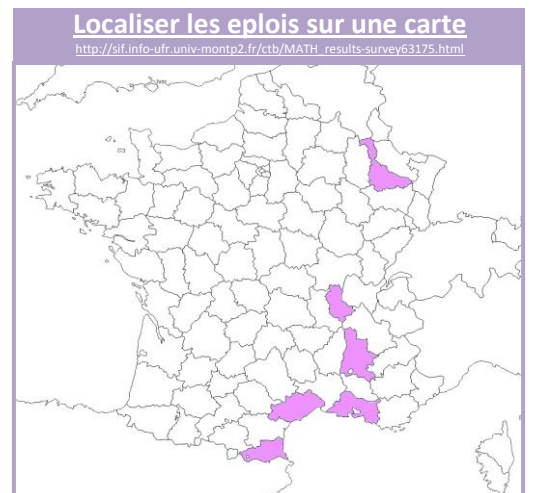 Localiser les eplois sur une carte
http://sif.info-ufr.univ-montp2.fr/ctb/MATH_results-survey63175.html